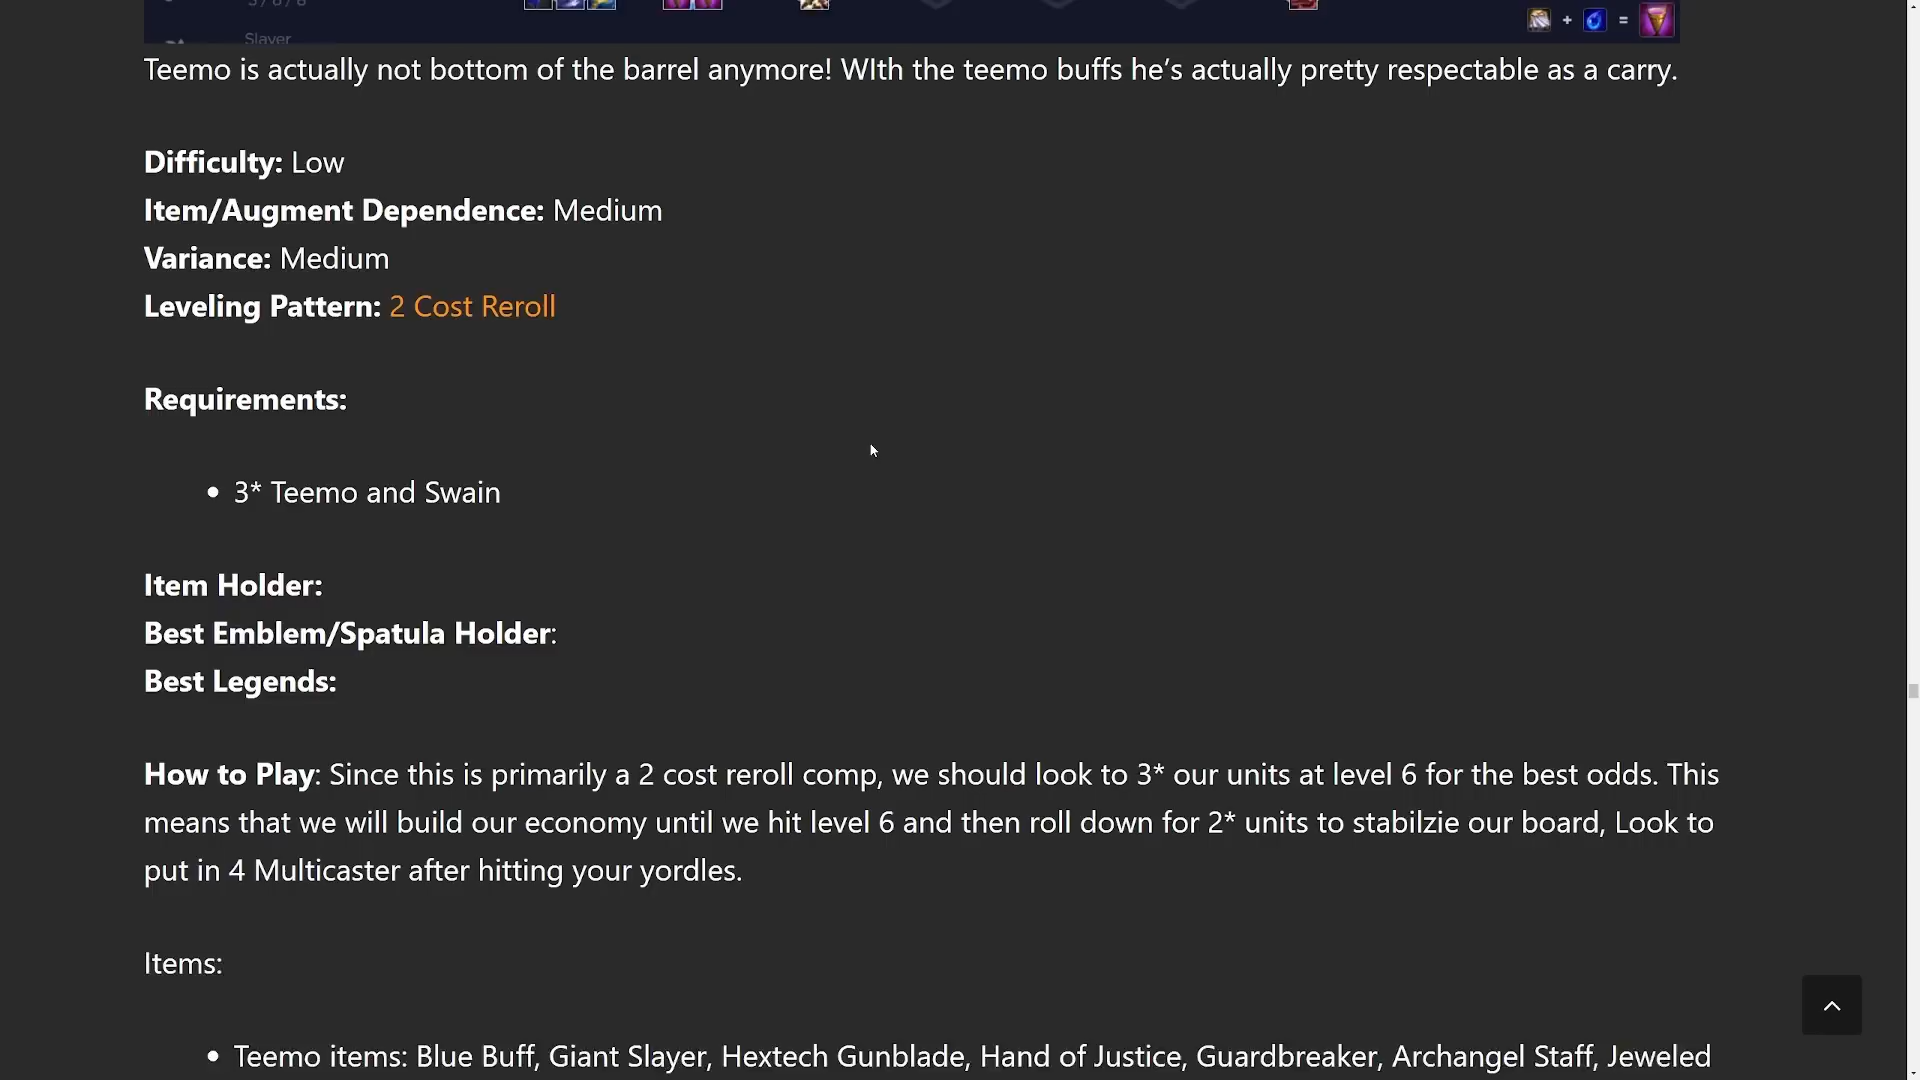 Slayer
+ =
Teemo is actually not bottom of the barrel anymore! WIth the teemo buffs he’s actually pretty respectable as a carry.
Difficulty: Low
Item/Augment Dependence: Medium
Variance: Medium
Leveling Pattern: 2 Cost Reroll
Requirements:
• 3* Teemo and Swain
Item Holder:
Best Emblem/Spatula Holder:
Best Legends:
How to Play: Since this is primarily a 2 cost reroll comp, we should look to 3* our units at level 6 for the best odds. This
means that we will build our economy until we hit level 6 and then roll down for 2* units to stabilzie our board, Look to
put in 4 Multicaster after hitting your yordles.
Items:
• Teemo items: Blue Buff, Giant Slayer, Hextech Gunblade, Hand of Justice, Guardbreaker, Archangel Staff, Jeweled